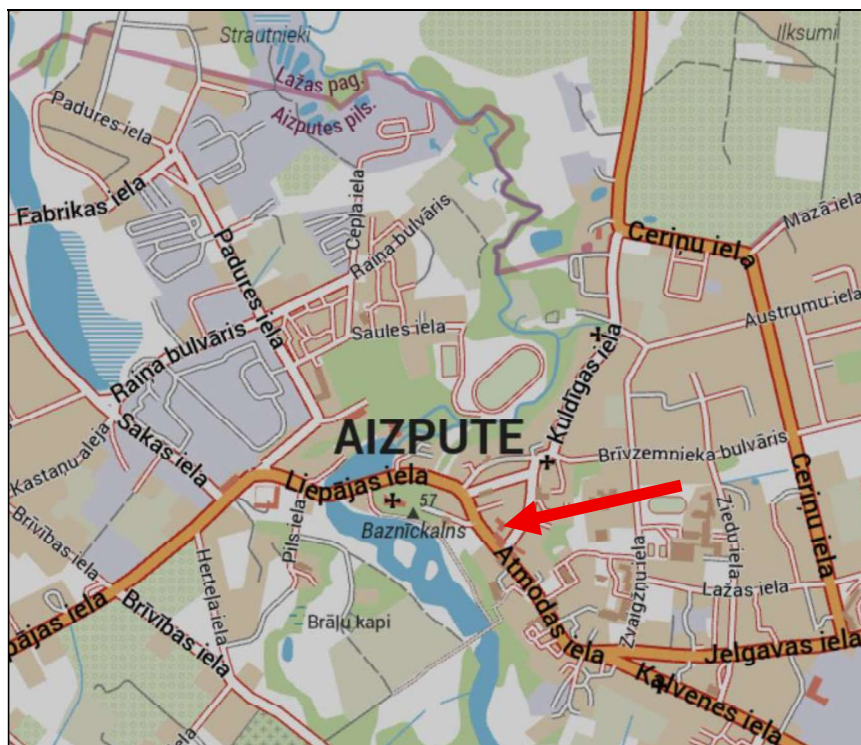 Strautnieki
Ilksumi
Lažas pag.
Aizputes pils.
Padures iela
Fabrikas iela
Cepļa iela
Raiņa bulvāris
Padures iela
Ceriņu iela
Mazā iela
Austrumu iela
Saules iela
Raiņa bulvāris
Kuldīgas iela
AIZPUTE
Kastaņu aleja
Sakas iela
Brīvzemnieka bulvāris
Liepājas iela
57
Baznīckalns
Ceriņu iela
Ziedu iela
Pils iela
Brīvības iela
Hertela iela
Atmodas iela
Zvaigžņu iela
Lažas iela
pājas iela
Brīvības iela
Brāļu kapi
Jelgavas iela
Kalvenes iela